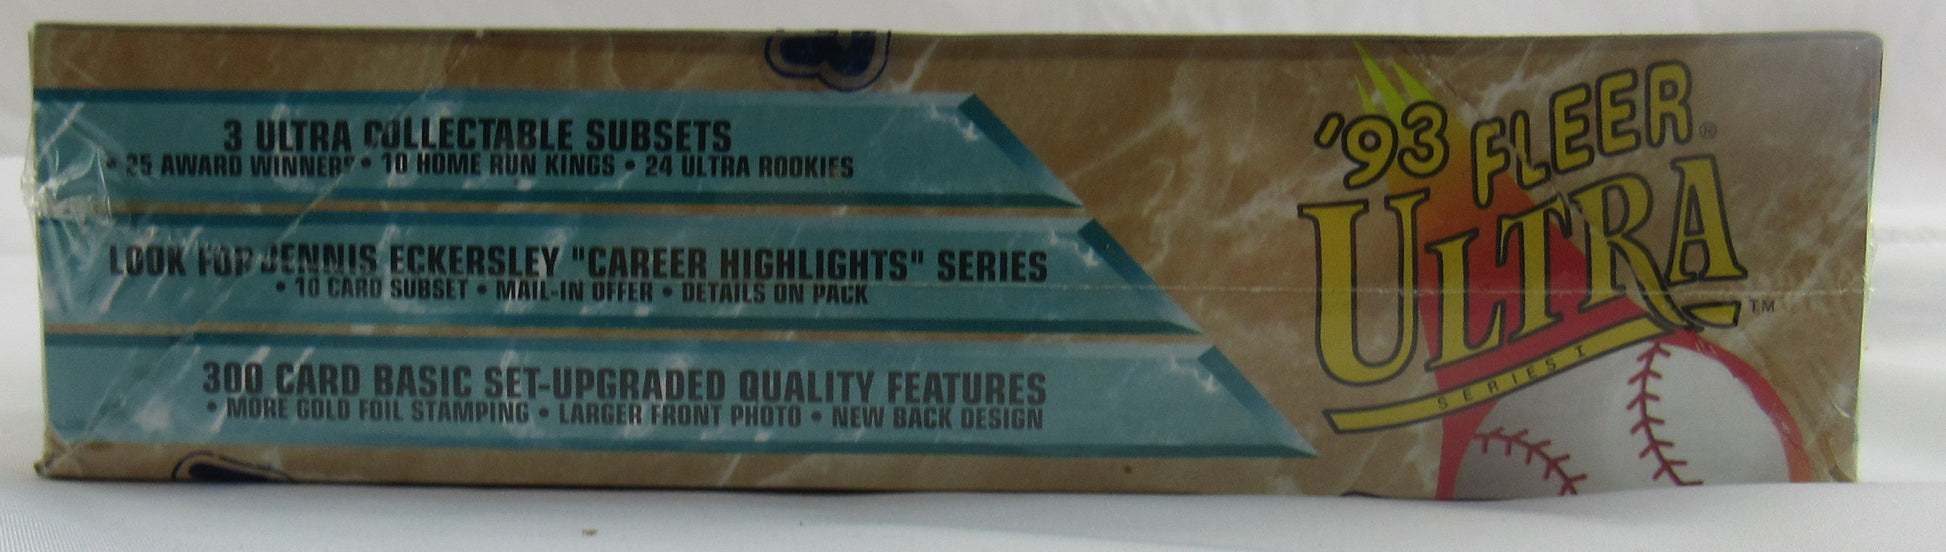 3 ULTRA COLLECTABLE SUBSETS
• 25 AWARD WINNERS • 10 HOME RUN KINGS • 24 ULTRA ROOKIES
LOOK FOR DENNIS ECKERSLEY "CAREER HIGHLIGHTS" SERIES
• 10 CARD SUBSET • MAIL-IN OFFER • DETAILS ON PACK
300 CARD BASIC SET-UPGRADED QUALITY FEATURES
• MORE GOLD FOIL STAMPING • LARGER FRONT PHOTO • NEW BACK DESIGN
'93 FLEER®
ULTRA™
SERIES I